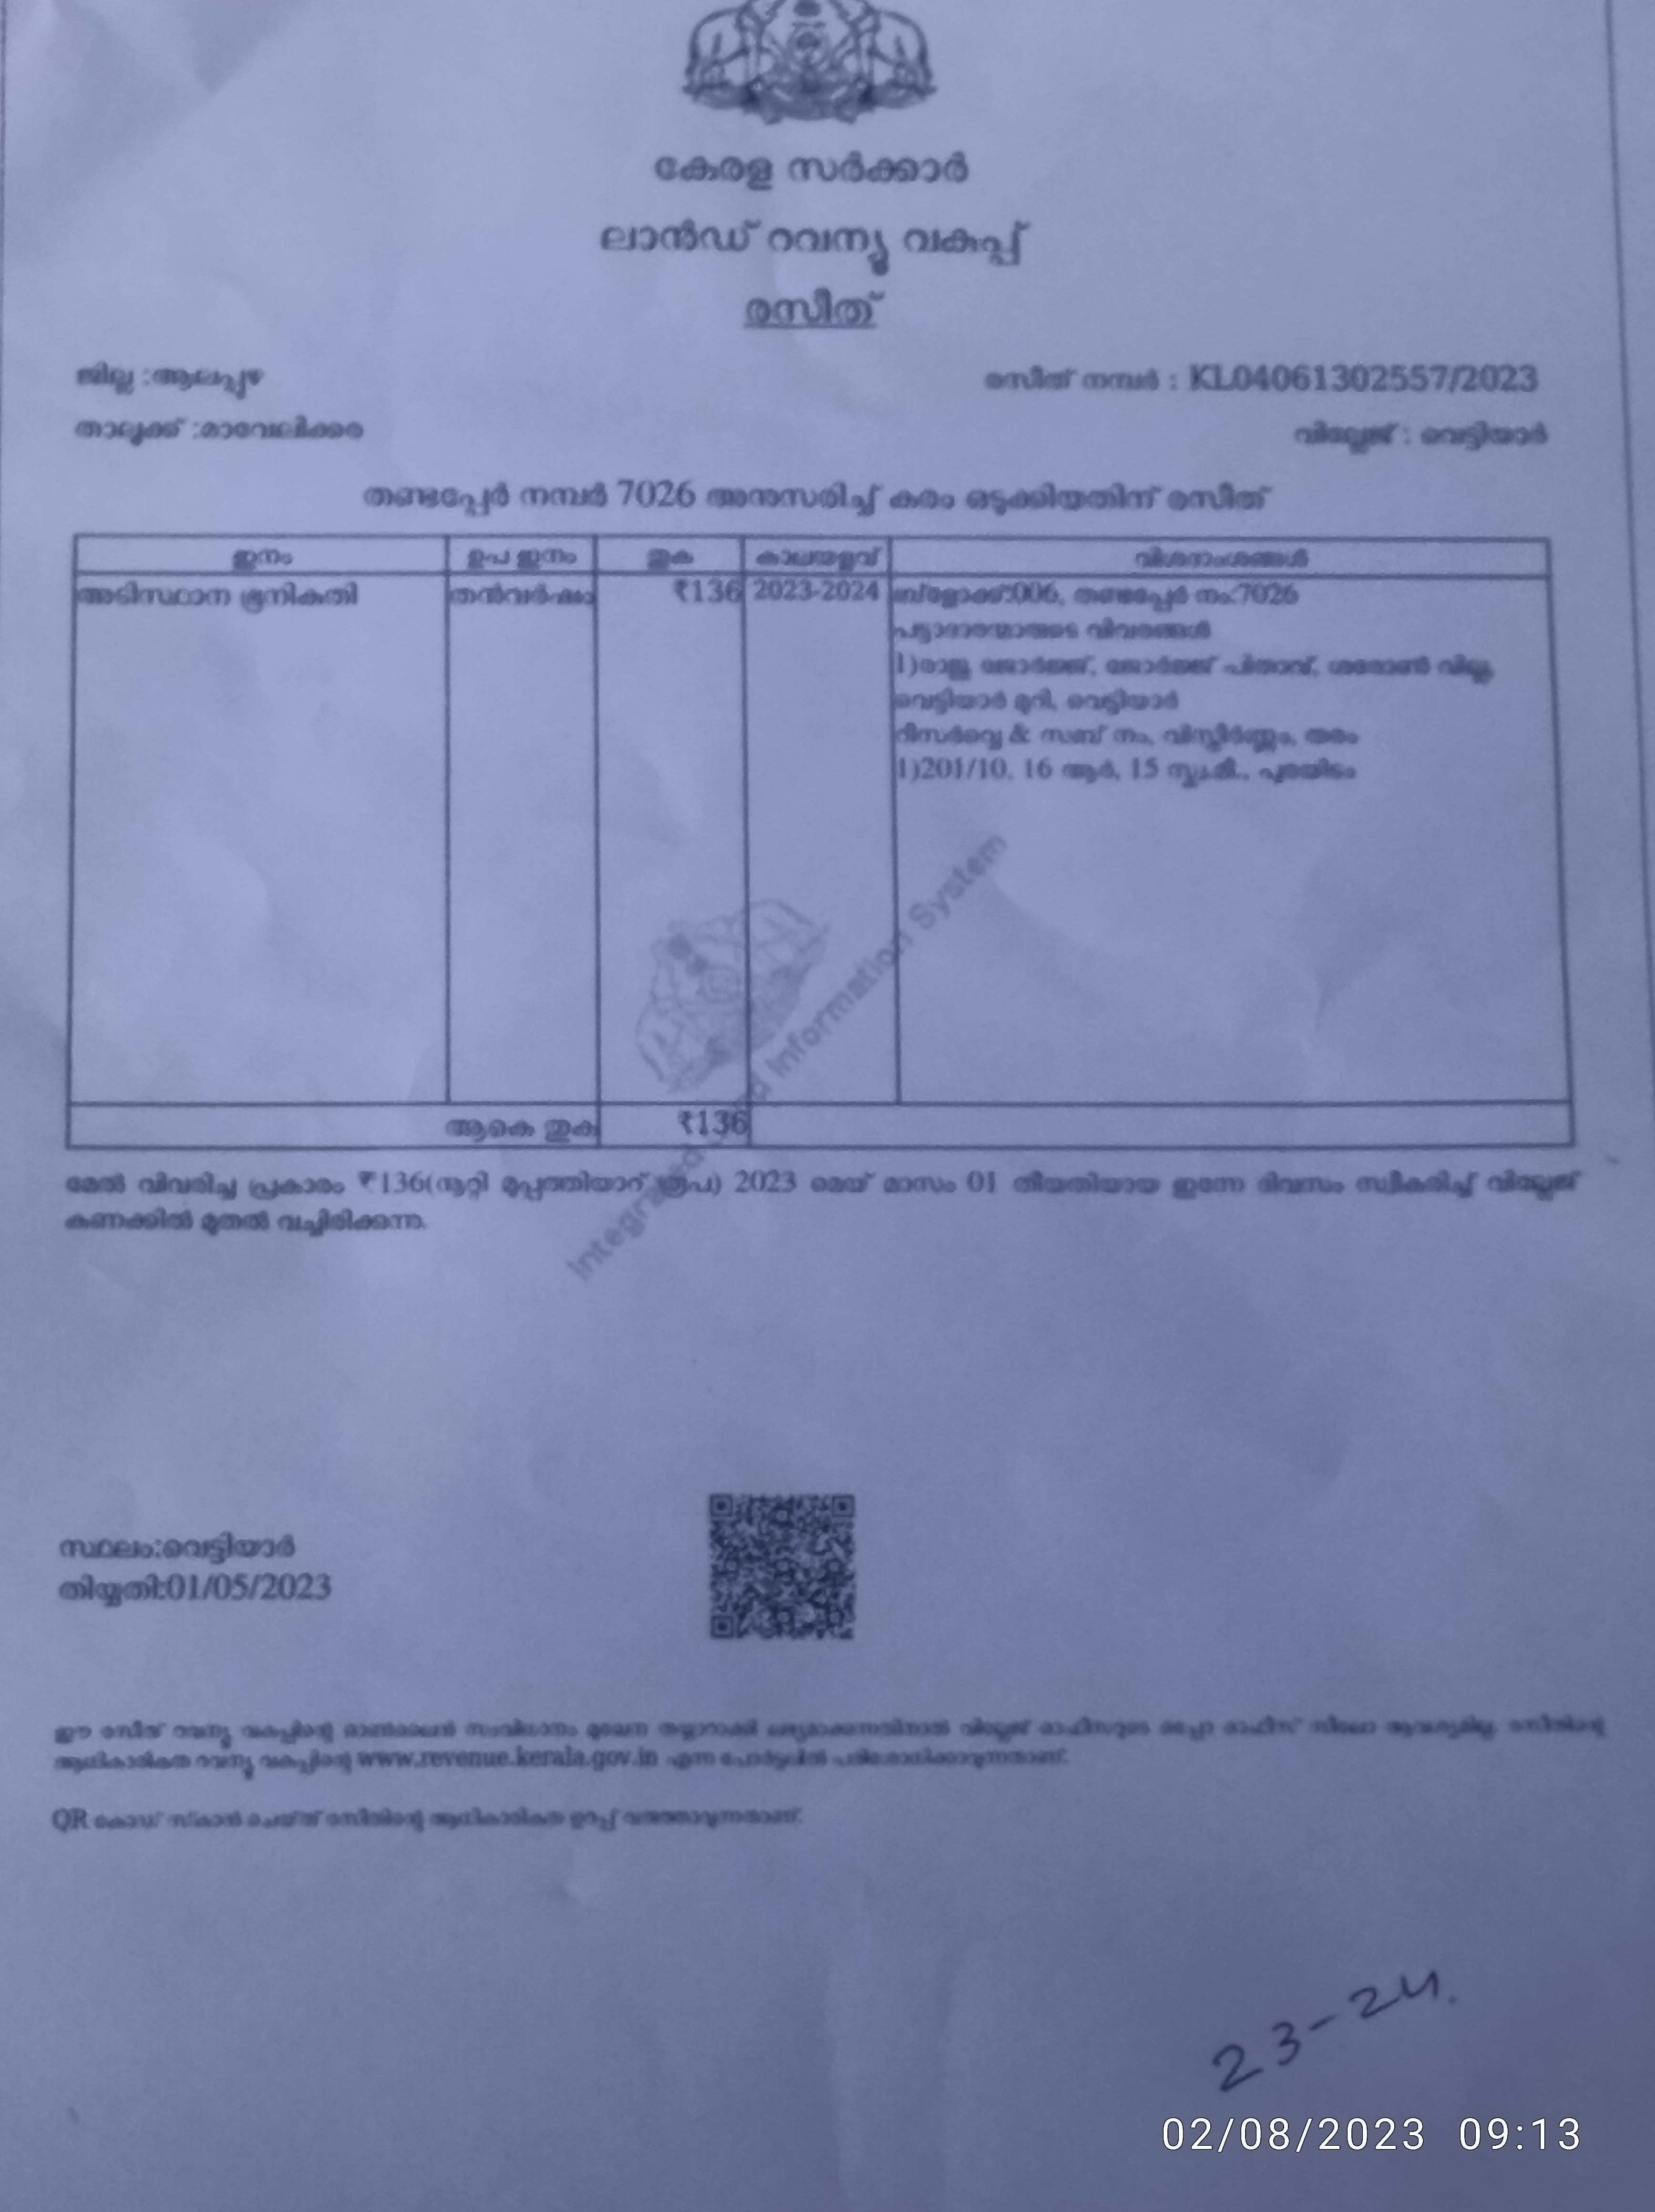 കേരള സർക്കാർ
ലാൻഡ് റവന്യൂ വകുപ്പ്
രസീത്
ജില്ല :ആലപ്പുഴ
രസീത് നമ്പർ : KL04061302557/2023
താലൂക്ക് :മാവേലിക്കര
വില്ലേജ് : വെട്ടിയാർ
തണ്ടപ്പേർ നമ്പർ 7026 അനുസരിച്ച് കരം ഒടുക്കിയതിന് രസീത്
ഇനം ഉപ ഇനം തുക കാലയളവ് വിശദാംശങ്ങൾ
അടിസ്ഥാന ഭൂനികുതി തൻവർഷം ₹136 2023-2024 ബ്ളോക്ക്:006, തണ്ടപ്പേർ നം:7026
പട്ടാദാരന്മാരുടെ വിവരങ്ങൾ
1)രാജു ജോർജ്ജ്, ജോർജ്ജ് പിതാവ്, ശരോൺ വില്ല,
വെട്ടിയാർ മുറി, വെട്ടിയാർ
റീസർവ്വെ & സബ് നം, വിസ്തീർണ്ണം, തരം
1)201/10, 16 ആർ, 15 സ്ക്വ.മീ., പുരയിടം
ആകെ തുക ₹136
മേൽ വിവരിച്ച പ്രകാരം ₹136(നൂറ്റി മുപ്പത്തിയാറ് രൂപ) 2023 മെയ് മാസം 01 തീയതിയായ ഇന്നേ ദിവസം സ്വീകരിച്ച് വില്ലേജ്
കണക്കിൽ മുതൽ വച്ചിരിക്കുന്നു.
Integrated Land Information System
സ്ഥലം:വെട്ടിയാർ
തിയ്യതി:01/05/2023
ഈ രസീത് റവന്യൂ വകുപ്പിന്റെ ഓൺലൈൻ സംവിധാനം മുഖേന തയ്യാറാക്കി ലഭ്യമാക്കുന്നതിനാൽ വില്ലേജ് ഓഫീസറുടെ ഒപ്പോ ഓഫീസ് സീലോ ആവശ്യമില്ല. രസീതിന്റെ
ആധികാരികത റവന്യൂ വകുപ്പിന്റെ www.revenue.kerala.gov.in എന്ന പോർട്ടലിൽ പരിശോധിക്കാവുന്നതാണ്.
QR കോഡ് സ്കാൻ ചെയ്ത് രസീതിന്റെ ആധികാരികത ഉറപ്പ് വരുത്താവുന്നതാണ്.
23-24.
02/08/2023 09:13